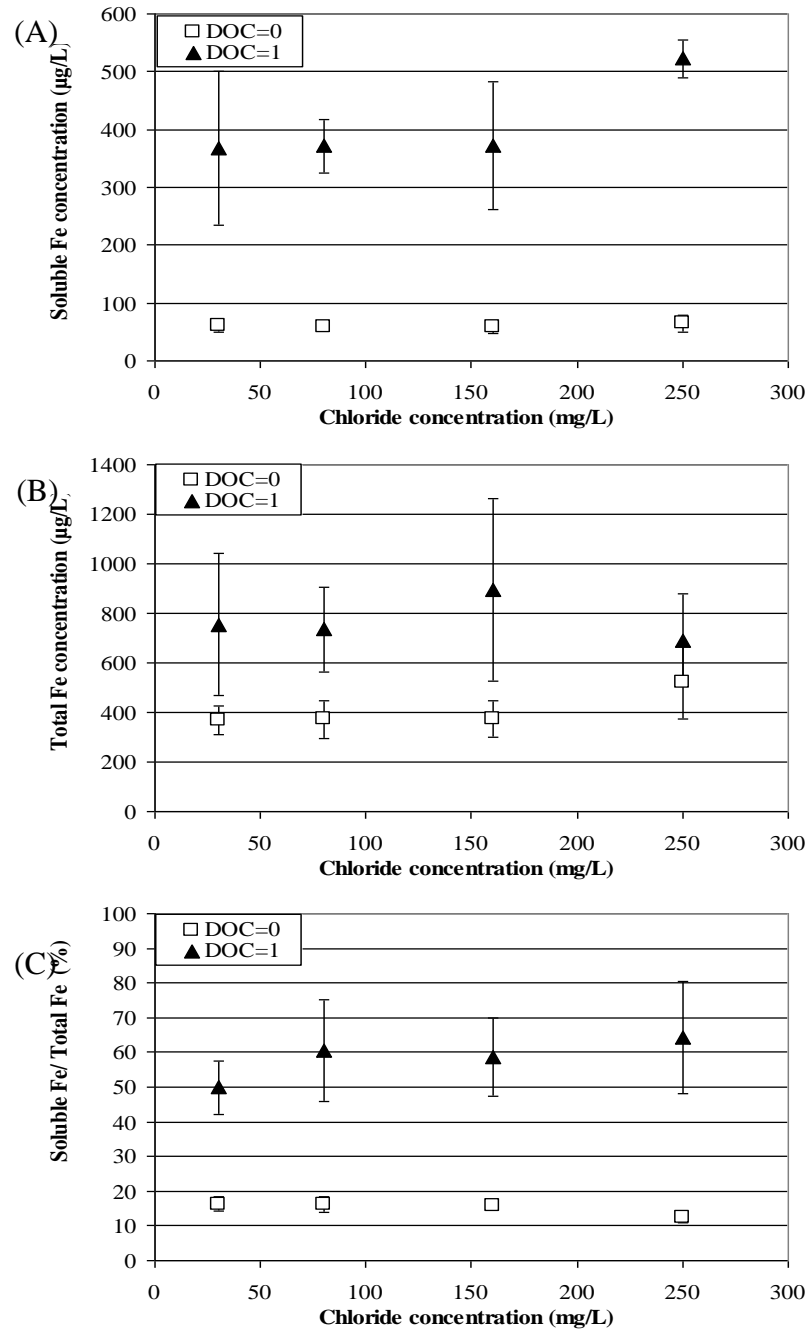 (A)
Soluble Fe concentration (µg/L)
600
500
400
300
200
100
0
DOC=0
DOC=1
0 50 100 150 200 250 300
Chloride concentration (mg/L)
(B)
Total Fe concentration (µg/L)
1400
1200
1000
800
600
400
200
0
DOC=0
DOC=1
0 50 100 150 200 250 300
Chloride concentration (mg/L)
(C)
Soluble Fe/ Total Fe (%)
100
90
80
70
60
50
40
30
20
10
0
DOC=0
DOC=1
0 50 100 150 200 250 300
Chloride concentration (mg/L)